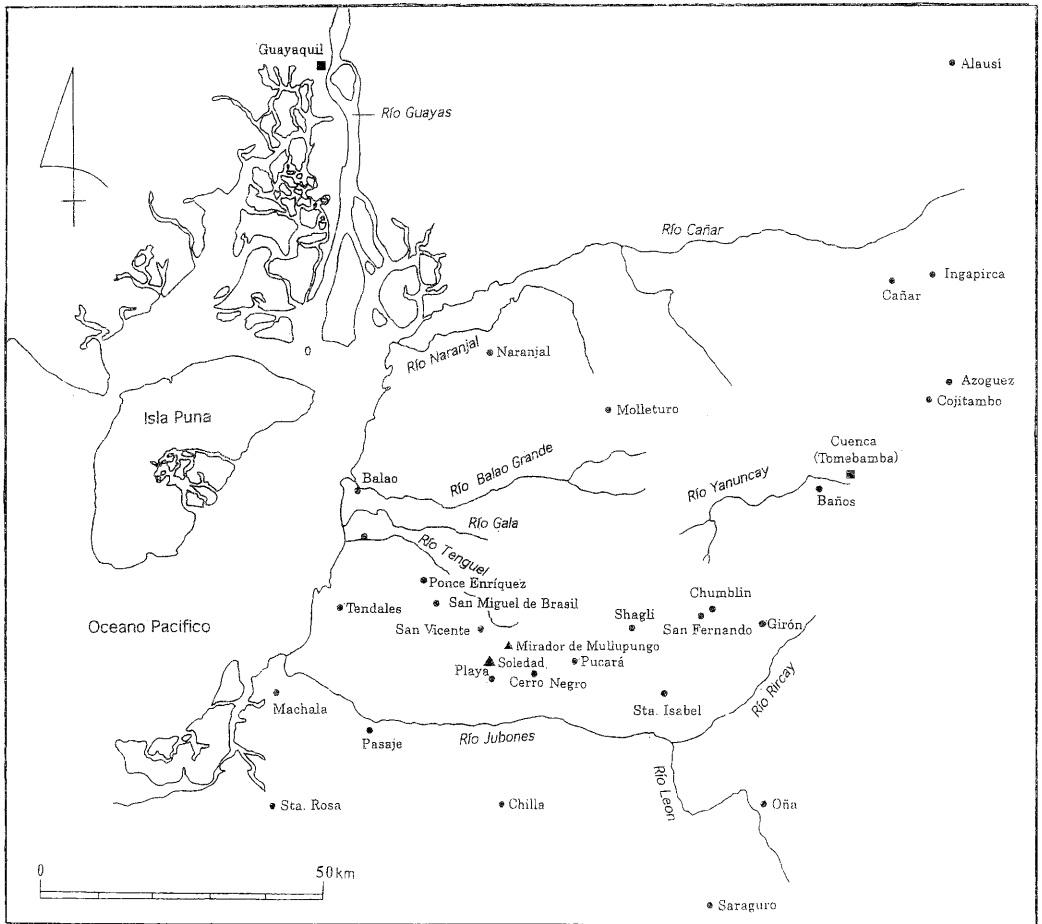 Guayaquil
Alausí
Río Guayas
Río Cañar
Ingapirca
Cañar
Río Naranjal
Naranjal
Azoguez
Cojitambo
Molleturo
Isla Puna
Cuenca
(Tomebamba)
Río Balao Grande
Balao
Río Yanuncay
Baños
Río Gala
Río Tenguel
Ponce Enríquez
Chumblin
Tendales
San Miguel de Brasil
Shagli
San Fernando
Girón
Oceano Pacifico
San Vicente
Mirador de Mullupungo
Soledad
Pucará
Playa
Cerro Negro
Río Rircay
Machala
Sta. Isabel
Pasaje
Río Jubones
Río Leon
Sta. Rosa
Chilla
Oña
0
50km
Saraguro